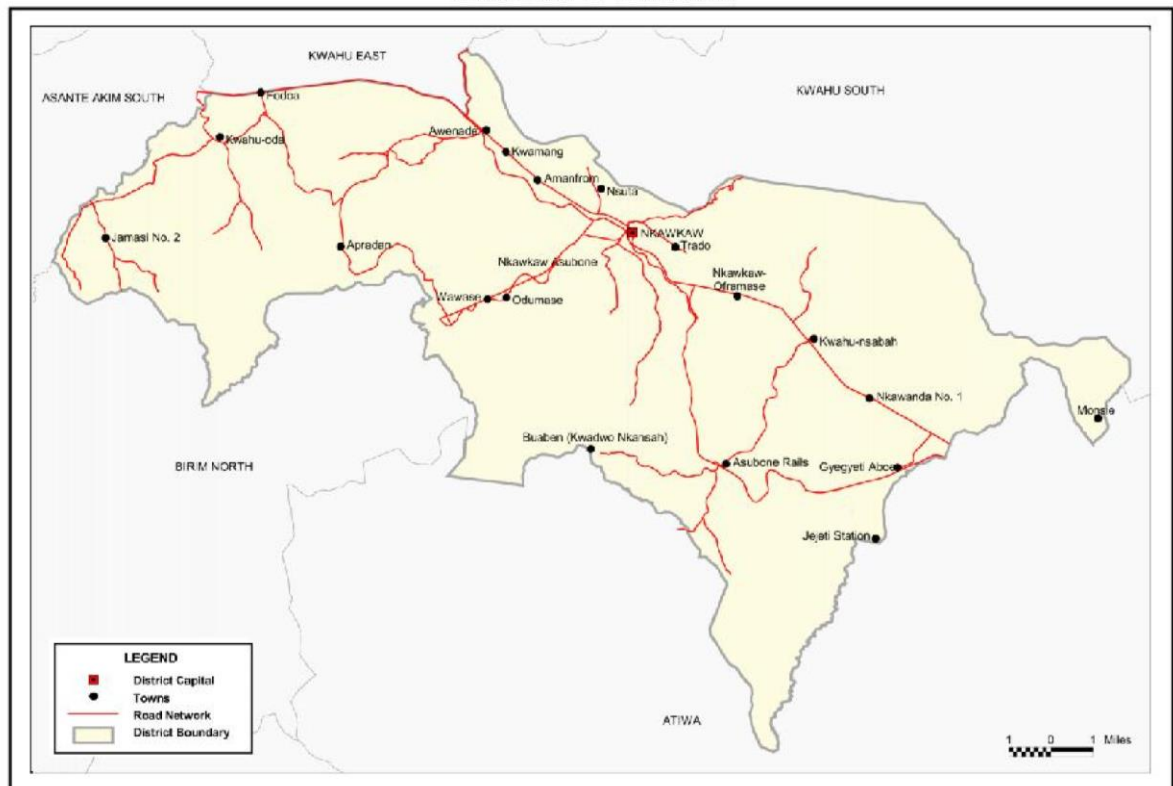 KWAHU EAST
KWAHU SOUTH
ASANTE AKIM SOUTH
Fodoa
Awenade
Kwahu-oda
Kwamang
Amanfrom
Nsuta
NKAWKAW
Jamasi No. 2
Apradan
Trado
Nkawkaw Asubone
Nkawkaw-
Oframase
Wawase
Odumase
Kwahu-nsabah
Nkawanda No. 1
Monsie
Buaben (Kwadwo Nkansah)
BIRIM NORTH
Asubone Rails
Gyegyeti Aboe
Jejeti Station
LEGEND
District Capital
Towns
Road Network
District Boundary
ATIWA
1 0 1 Miles